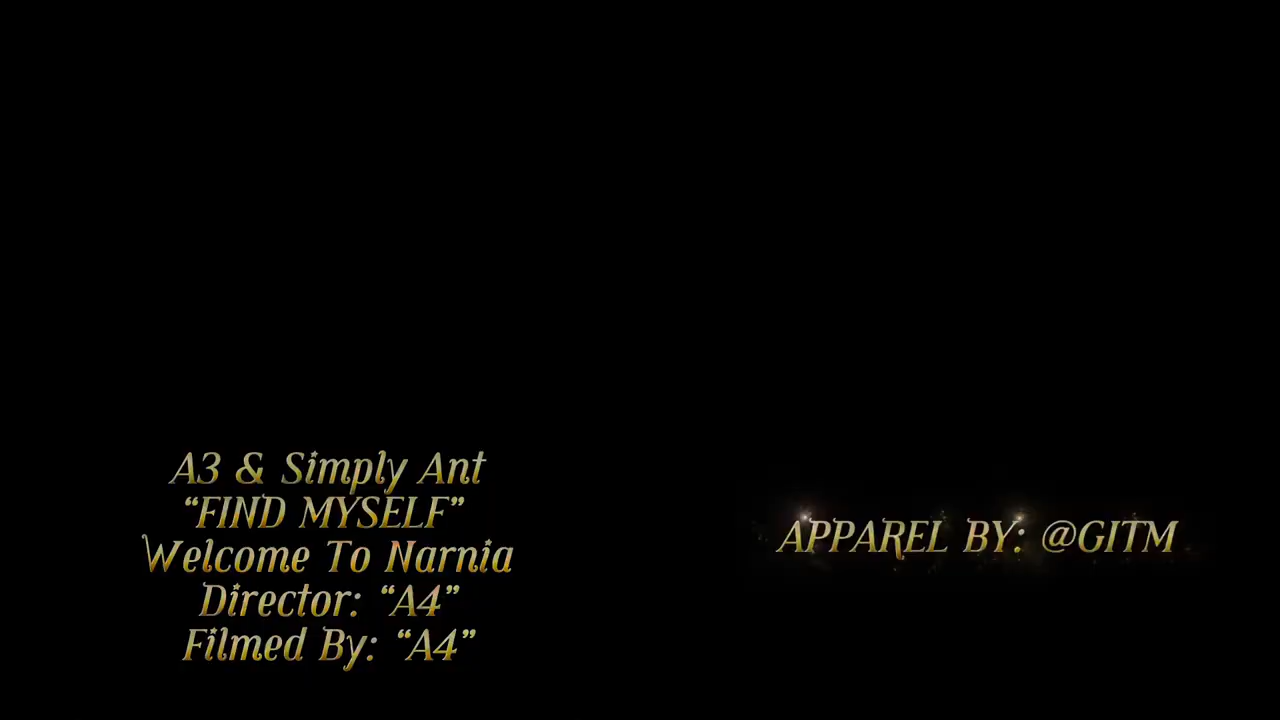 A3 & Simply Ant
“FIND MYSELF”
Welcome To Narnia
Director: “A4”
Filmed By: “A4”
APPAREL BY: @GITM